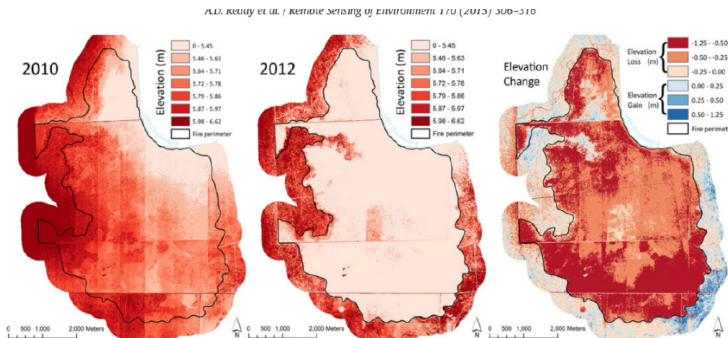 A.D. Reddy et al. / Remote Sensing of Environment 170 (2015) 306–316
2010
Elevation (m)
0 - 5.45
5.46 - 5.63
5.64 - 5.71
5.72 - 5.78
5.79 - 5.86
5.87 - 5.97
5.98 - 6.62
Fire perimeter
0 500 1,000 2,000 Meters
N
2012
Elevation (m)
0 - 5.45
5.46 - 5.63
5.64 - 5.71
5.72 - 5.78
5.79 - 5.86
5.87 - 5.97
5.98 - 6.62
Fire perimeter
0 500 1,000 2,000 Meters
N
Elevation
Change
Elevation
Loss (m)
-1.25 - -0.50
-0.50 - -0.25
-0.25 - 0.00
Elevation
Gain (m)
0.00 - 0.25
0.25 - 0.50
0.50 - 1.25
Fire perimeter
0 500 1,000 2,000 Meters
N